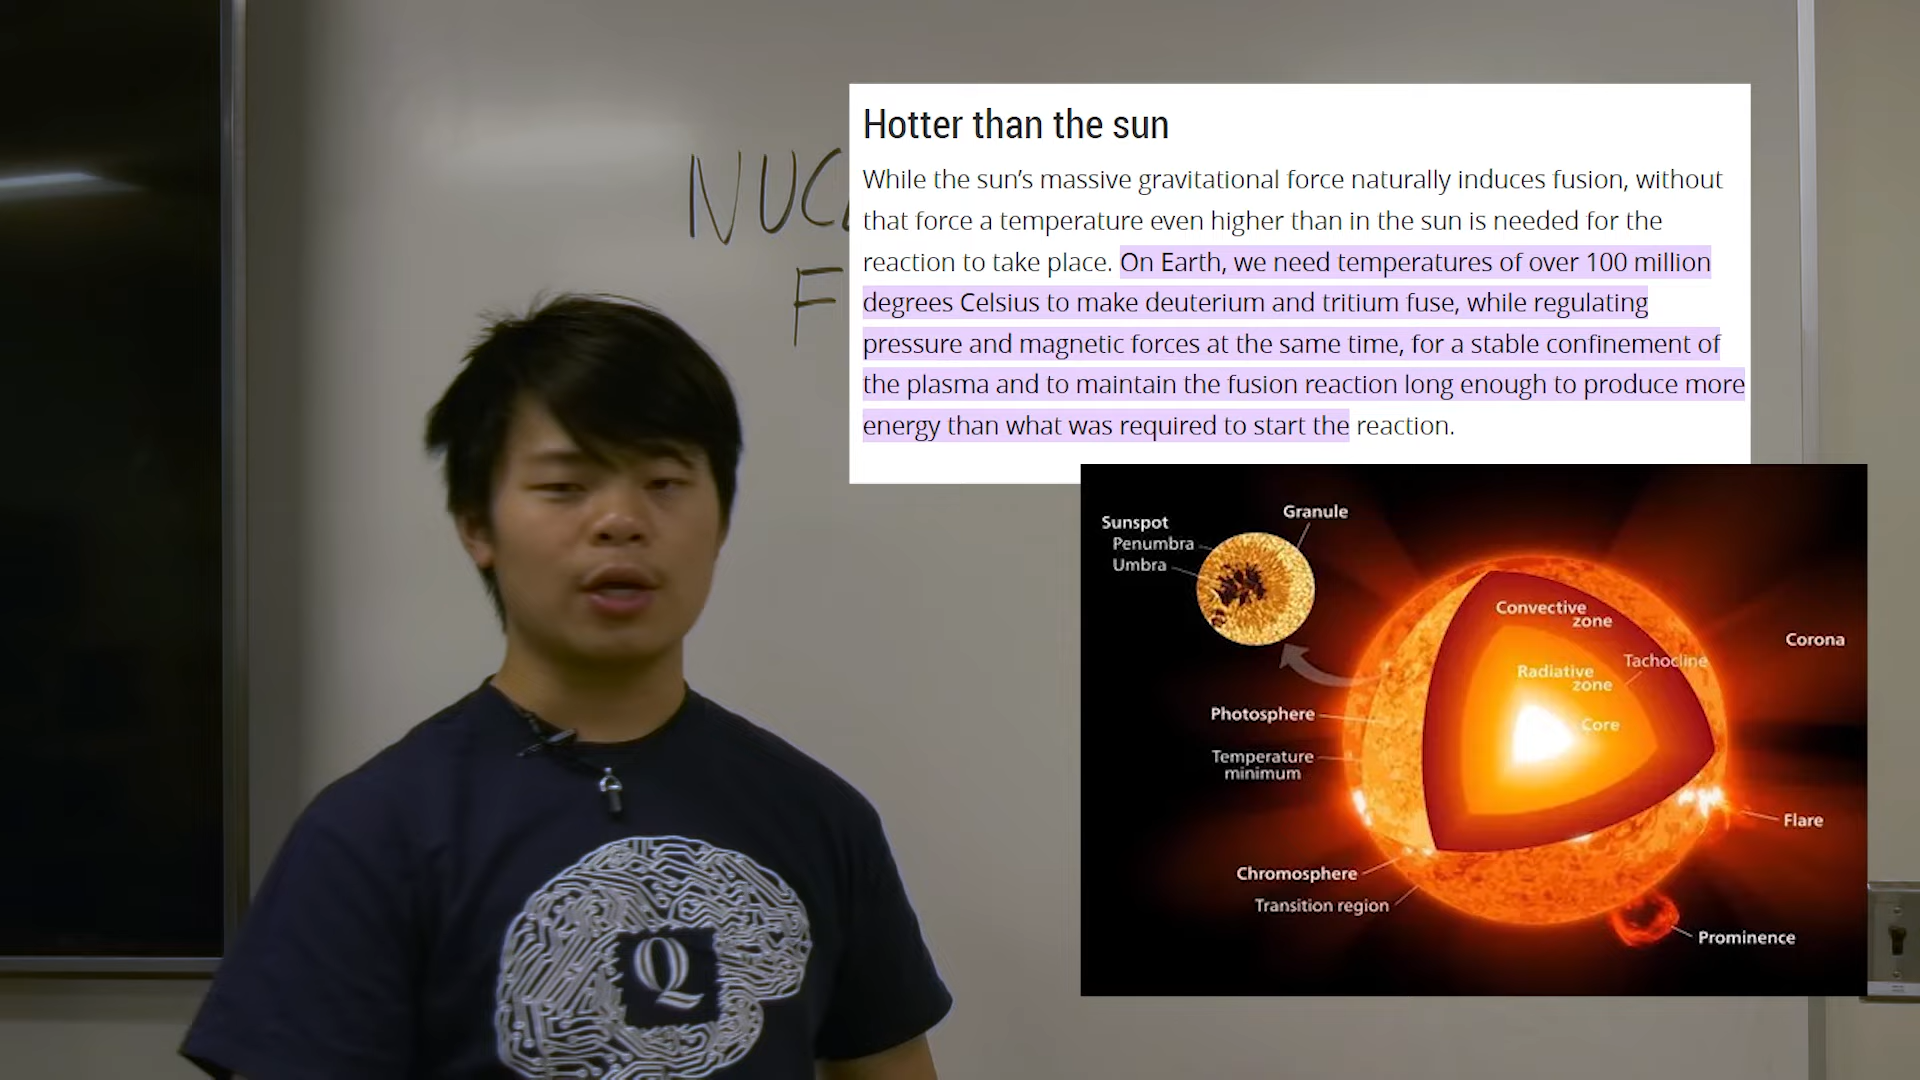 NUC
F
Hotter than the sun
While the sun's massive gravitational force naturally induces fusion, without
that force a temperature even higher than in the sun is needed for the
reaction to take place. On Earth, we need temperatures of over 100 million
degrees Celsius to make deuterium and tritium fuse, while regulating
pressure and magnetic forces at the same time, for a stable confinement of
the plasma and to maintain the fusion reaction long enough to produce more
energy than what was required to start the reaction.
Granule
Sunspot
Penumbra
Umbra
Convective
zone
Corona
Tachocline
Radiative
zone
Photosphere
Core
Temperature
minimum
Flare
Chromosphere
Transition region
Prominence
Q